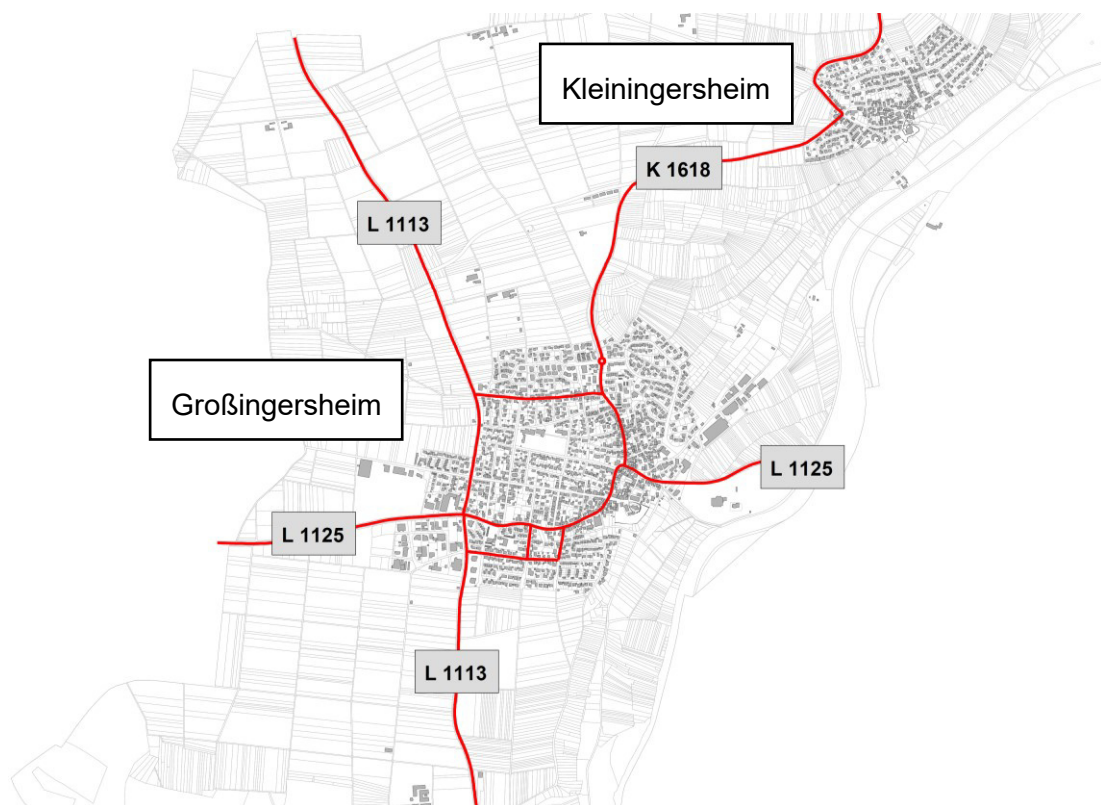 Kleiningersheim
K 1618
L 1113
Großingersheim
L 1125
L 1125
L 1113